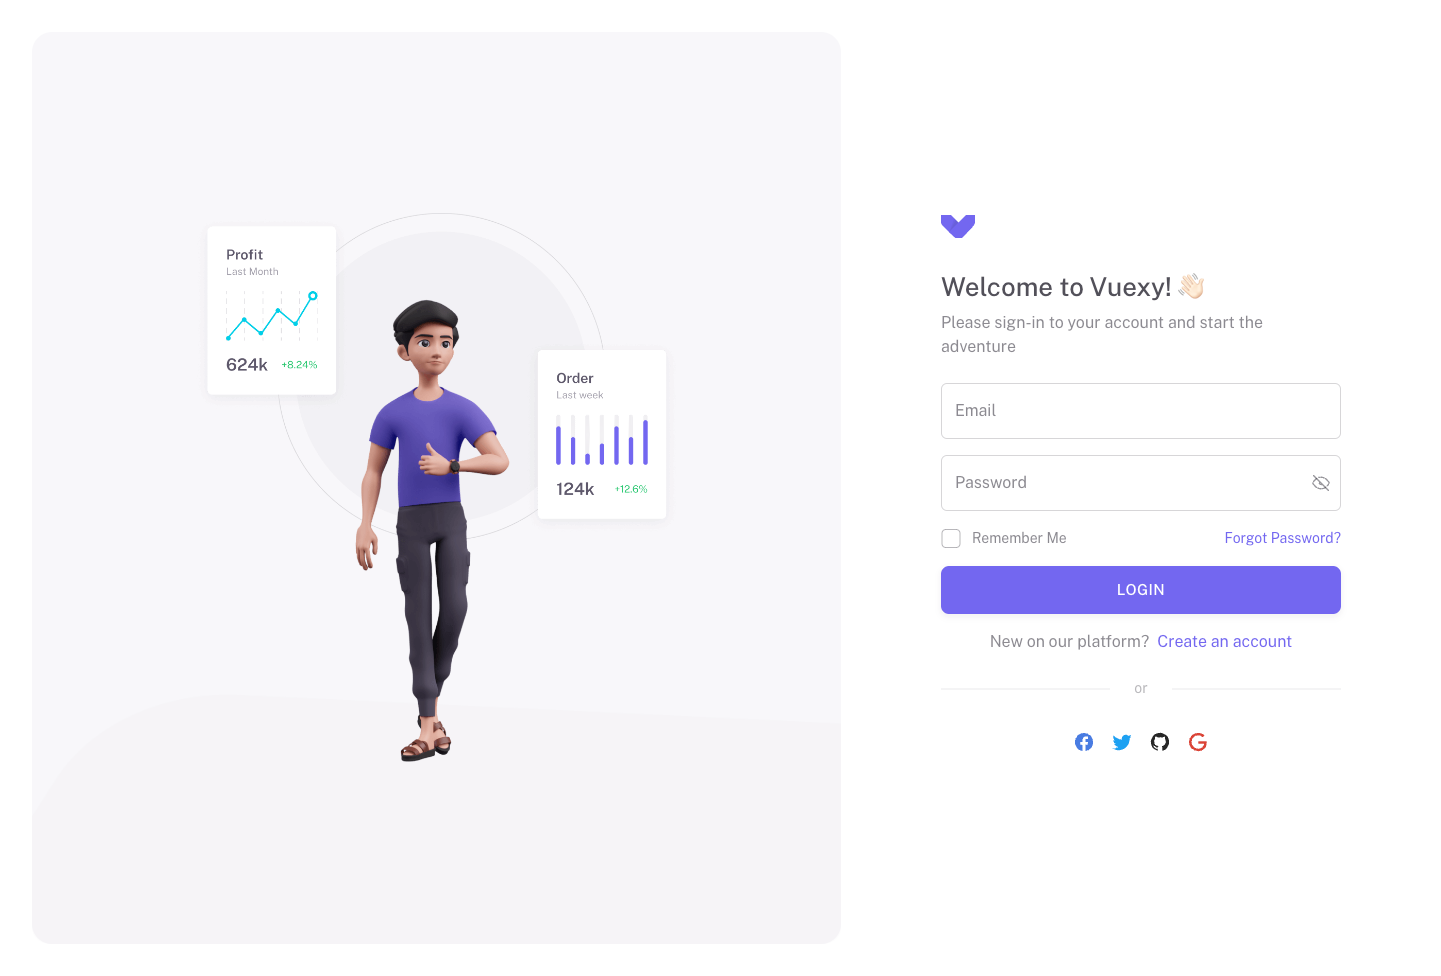 Profit
Last Month
624k +8.24%
Order
Last week
124k +12.6%
Welcome to Vuexy! 👋🏻
Please sign-in to your account and start the
adventure
Email
Password
Remember Me Forgot Password?
LOGIN
New on our platform? Create an account
or